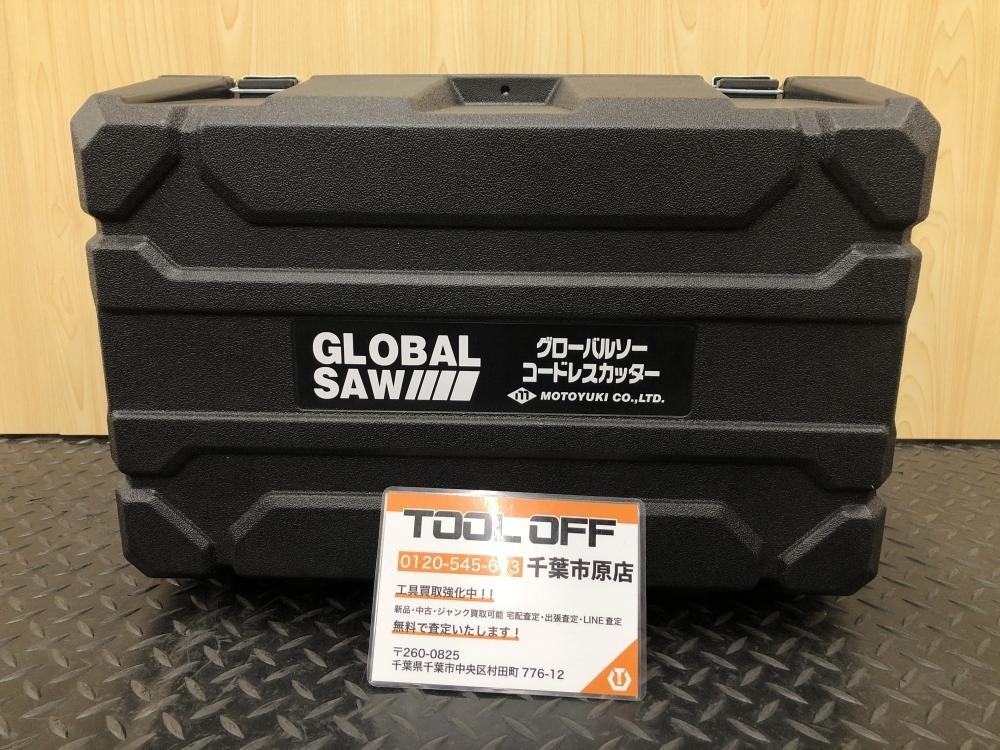 GLOBAL
SAW
グローバルソー
コードレスカッター
MOTOYUKI CO.,LTD.
TOOL OFF
千葉市原店
工具買取強化中!!
新品・中古・ジャンク買取可能 宅配査定・出張査定・LINE査定
無料で査定いたします!
〒260-0825
千葉県千葉市中央区村田町 776-12